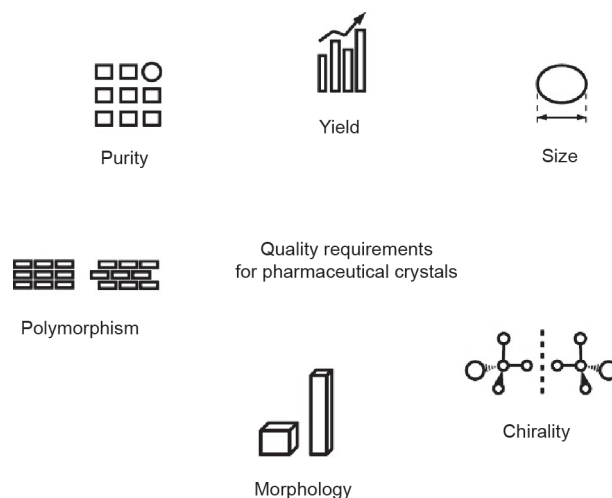 Yield
Purity
Size
Quality requirements
for pharmaceutical crystals
Polymorphism
Chirality
Morphology